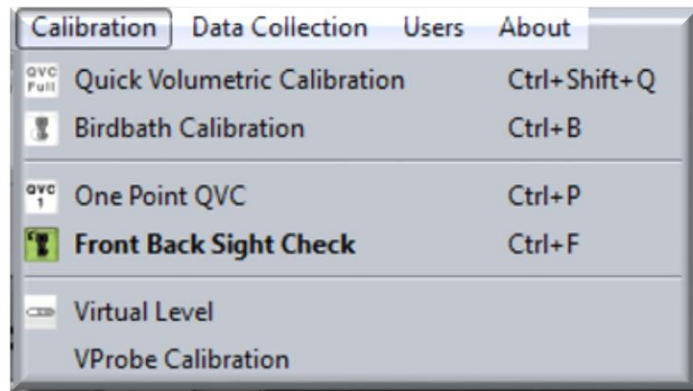 Calibration Data Collection Users About
QVC Full Quick Volumetric Calibration Ctrl+Shift+Q
Birdbath Calibration Ctrl+B
QVC 1 One Point QVC Ctrl+P
Front Back Sight Check Ctrl+F
Virtual Level
VProbe Calibration